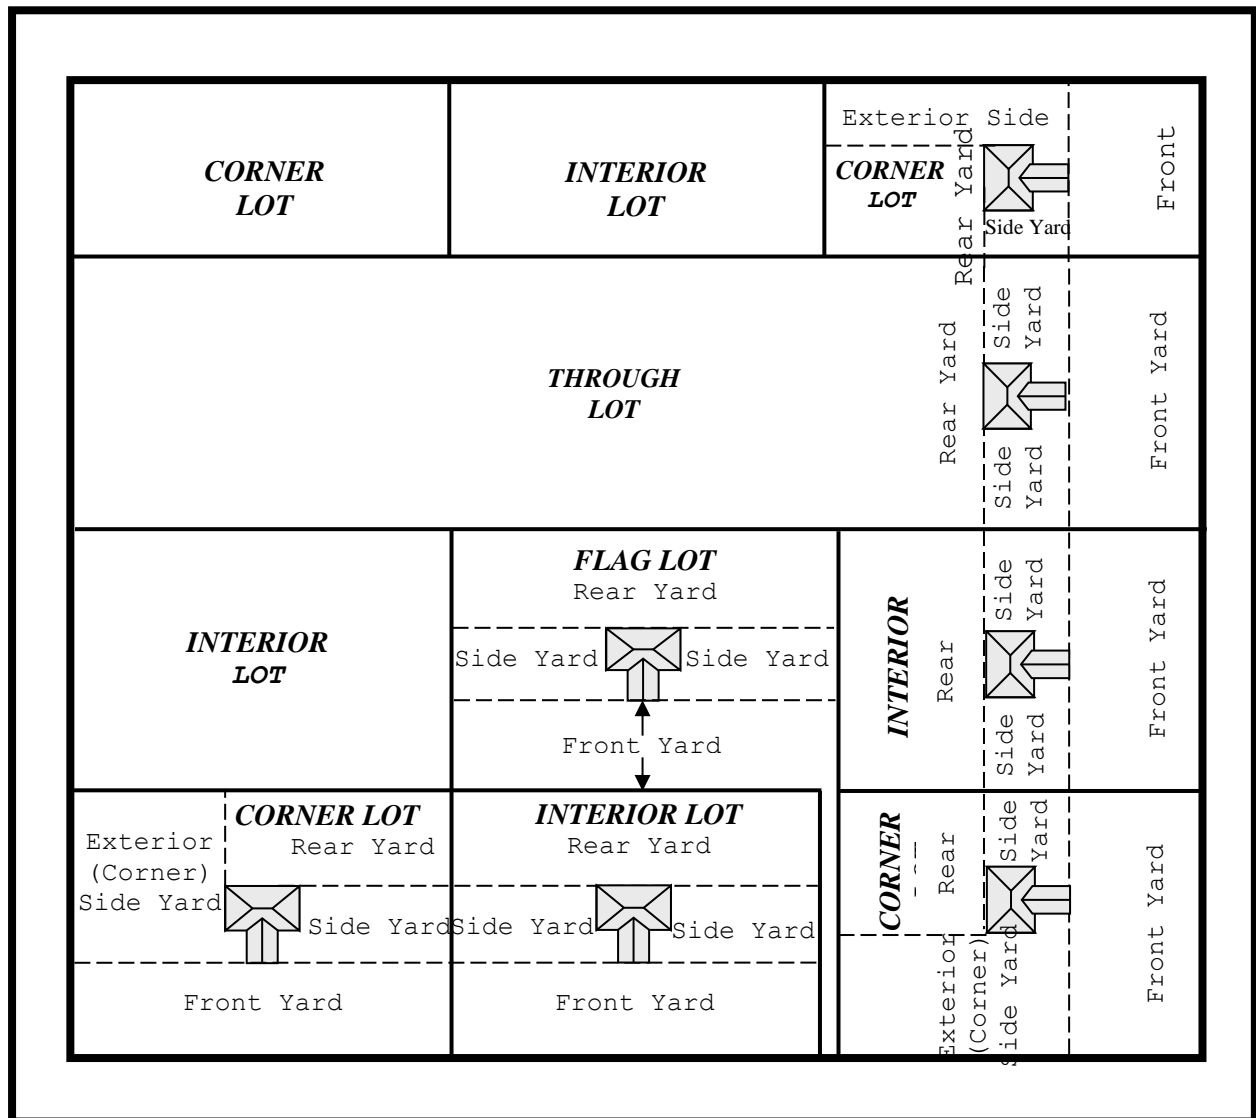 Exterior Side
CORNER
LOT
INTERIOR
LOT
CORNER
LOT
Rear Yard
Side Yard
Front
THROUGH
LOT
Rear Yard
Side
Yard
Side
Yard
Front Yard
INTERIOR
LOT
FLAG LOT
Rear Yard
Side Yard
Side Yard
Front Yard
INTERIOR
Rear
Side
Yard
Side
Yard
Front Yard
CORNER LOT
Rear Yard
Exterior
(Corner)
Side Yard
Side Yard
Front Yard
INTERIOR LOT
Rear Yard
Side Yard
Side Yard
Front Yard
CORNER
Rear
Side
Yard
Exterior
(Corner)
Side Yard
Front Yard